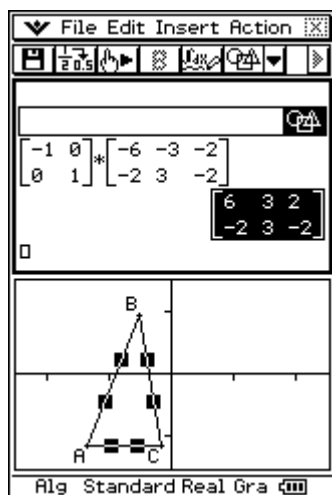 File Edit Insert Action
[-1 0 * [-6 -3 -2
0 1] [-2 3 -2]
[6 3 2
-2 3 -2]
B
A C
Alg Standard Real Gra